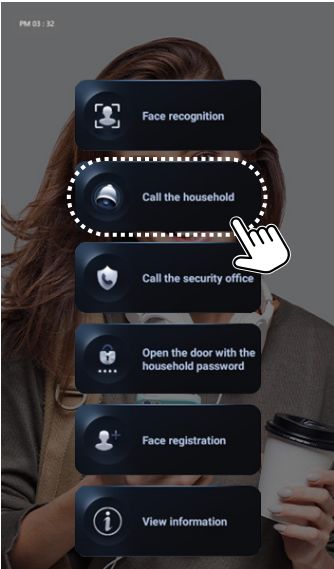 PM 03 : 32
Face recognition
Call the household
Call the security office
Open the door with the
household password
Face registration
View information